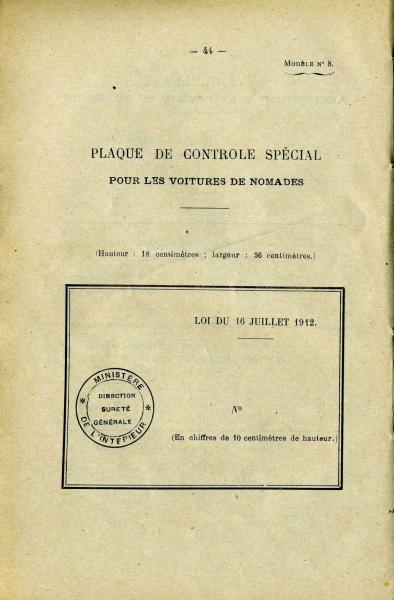 — 44 —
MODÈLE N° 8.
PLAQUE DE CONTROLE SPÉCIAL
POUR LES VOITURES DE NOMADES
(Hauteur : 18 centimètres ; largeur : 36 centimètres.)
LOI DU 16 JUILLET 1912.
MINISTÈRE
DE L'INTERIEUR
DIRECTION
SURETÉ
GÉNÉRALE
N°
(En chiffres de 10 centimètres de hauteur.)